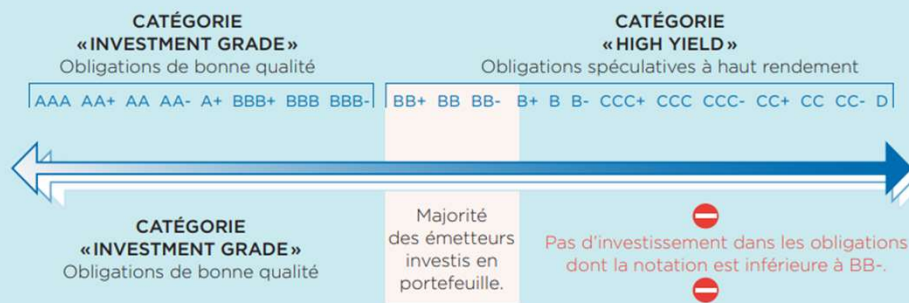 CATÉGORIE
«INVESTMENT GRADE»
Obligations de bonne qualité
CATÉGORIE
«HIGH YIELD»
Obligations spéculatives à haut rendement
AAA AA+ AA AA- A+ BBB+ BBB BBB- BB+ BB BB- B+ B B- CCC+ CCC CCC- CC+ CC CC- D
CATÉGORIE
«INVESTMENT GRADE»
Obligations de bonne qualité
Majorité
des émetteurs
investis en
portefeuille.
Pas d'investissement dans les obligations
dont la notation est inférieure à BB-.